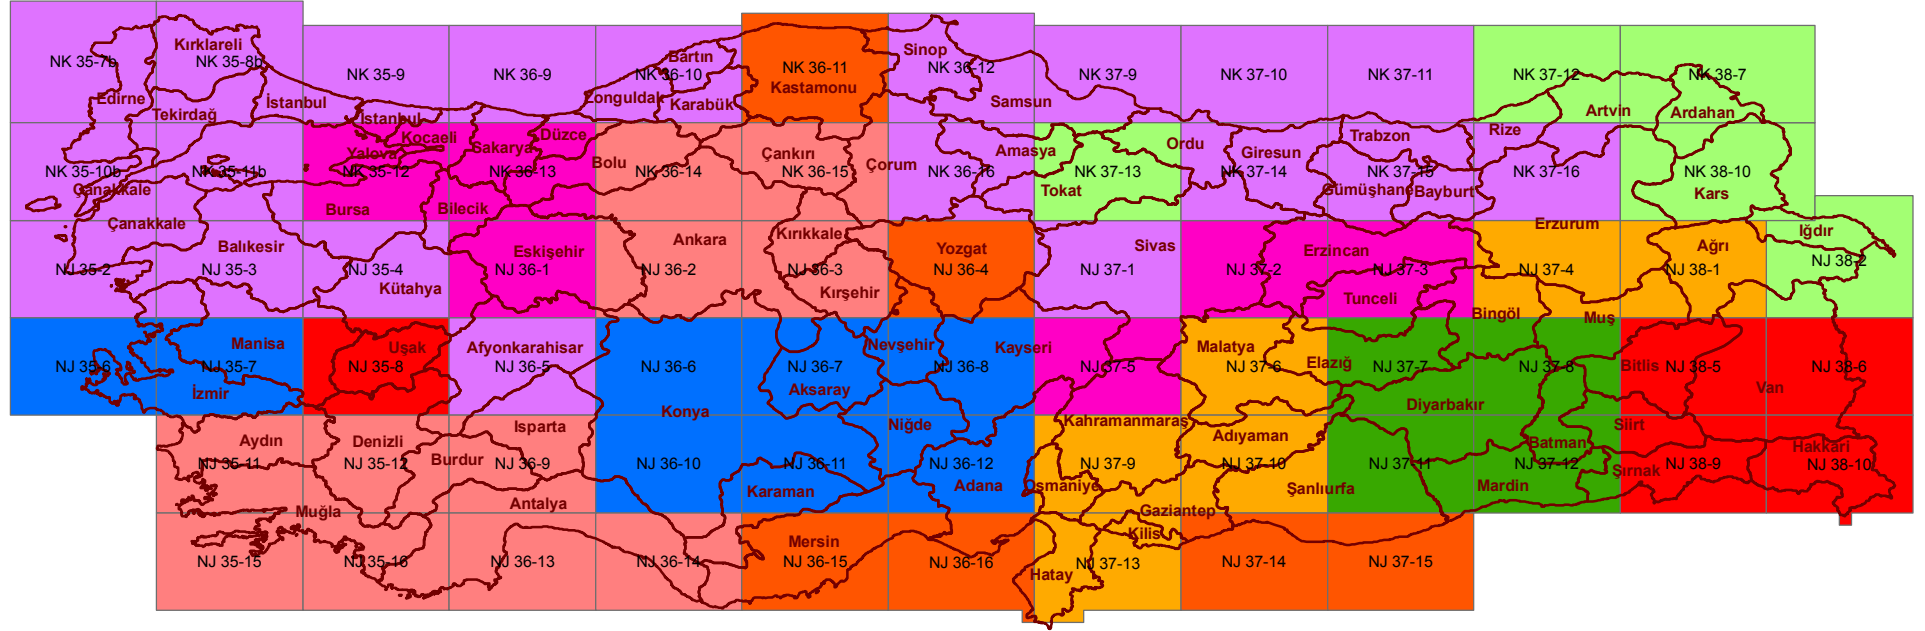 Kırklareli
Bartın
Sinop
NK 35-7b
NK 35-8b
NK 35-9
NK 36-9
NK 36-10
NK 36-11
NK 36-12
NK 37-9
NK 37-10
NK 37-11
NK 37-12
NK 38-7
Edirne
Tekirdağ
İstanbul
İstanbul
Zonguldak
Karabük
Kastamonu
Samsun
Artvin
Ardahan
Kocaeli
Yalova
Sakarya
Düzce
Bolu
Çankırı
Çorum
Amasya
Ordu
Giresun
Trabzon
Rize
NK 35-10b
NK 35-11b
NK 35-12
NK 36-13
NK 36-14
NK 36-15
NK 36-16
NK 37-13
NK 37-14
NK 37-15
NK 37-16
NK 38-10
Çanakkale
Tokat
Gümüşhane
Bayburt
Kars
Çanakkale
Bursa
Bilecik
Erzurum
Balıkesir
Eskişehir
Ankara
Kırıkkale
Yozgat
Sivas
Erzincan
Ağrı
Iğdır
NJ 35-2
NJ 35-3
NJ 35-4
NJ 36-1
NJ 36-2
NJ 36-3
NJ 36-4
NJ 37-1
NJ 37-2
NJ 37-3
NJ 37-4
NJ 38-1
NJ 38-2
Kütahya
Kırşehir
Tunceli
Bingöl
Muş
Manisa
Uşak
Afyonkarahisar
Nevşehir
Kayseri
Malatya
Elazığ
Bitlis
Van
NJ 35-6
NJ 35-7
NJ 35-8
NJ 36-5
NJ 36-6
NJ 36-7
NJ 36-8
NJ 37-5
NJ 37-6
NJ 37-7
NJ 37-8
NJ 38-5
NJ 38-6
İzmir
Aksaray
Diyarbakır
Aydın
Denizli
Isparta
Konya
Niğde
Kahramanmaraş
Adıyaman
Batman
Siirt
Hakkari
Burdur
NJ 35-11
NJ 35-12
NJ 36-9
NJ 36-10
NJ 36-11
NJ 36-12
NJ 37-9
NJ 37-10
NJ 37-11
NJ 37-12
NJ 38-9
NJ 38-10
Şırnak
Muğla
Antalya
Karaman
Adana
Osmaniye
Gaziantep
Şanlıurfa
Mardin
Mersin
Kilis
Hatay
NJ 35-15
NJ 35-16
NJ 36-13
NJ 36-14
NJ 36-15
NJ 36-16
NJ 37-13
NJ 37-14
NJ 37-15